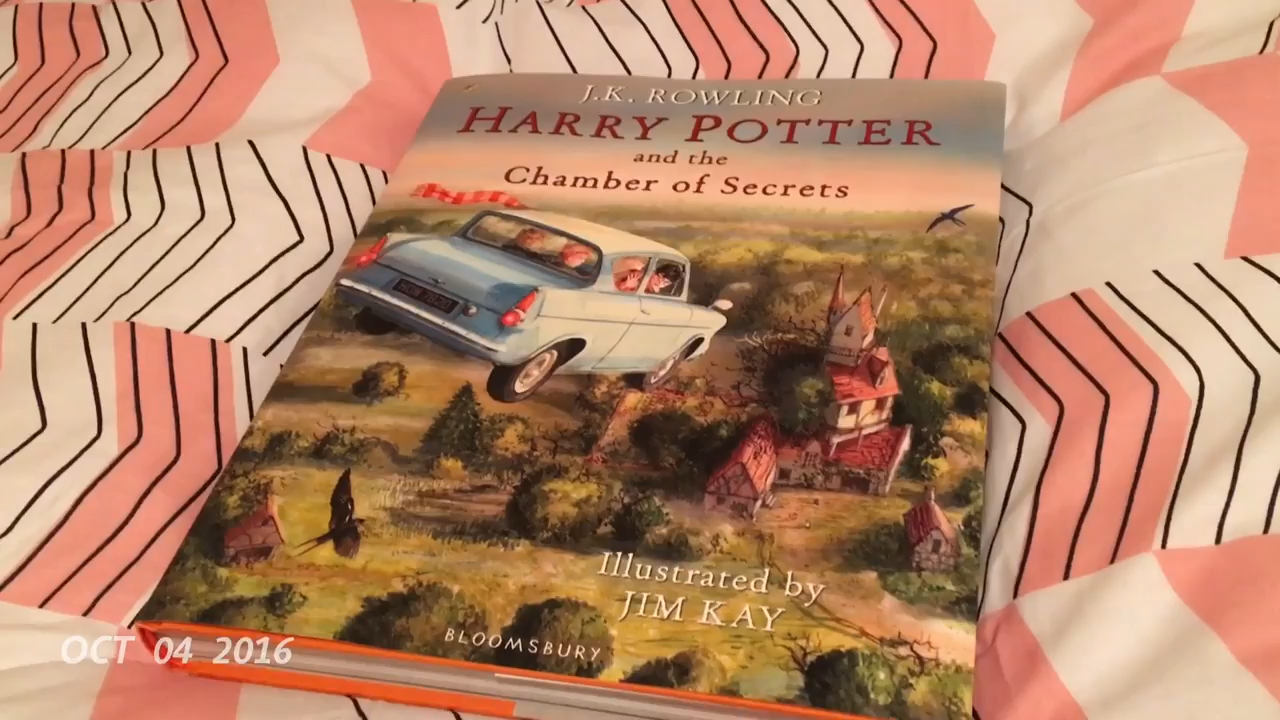 J.K. ROWLING
HARRY POTTER
and the
Chamber of Secrets
Illustrated by
JIM KAY
BLOOMSBURY
OCT 04 2016